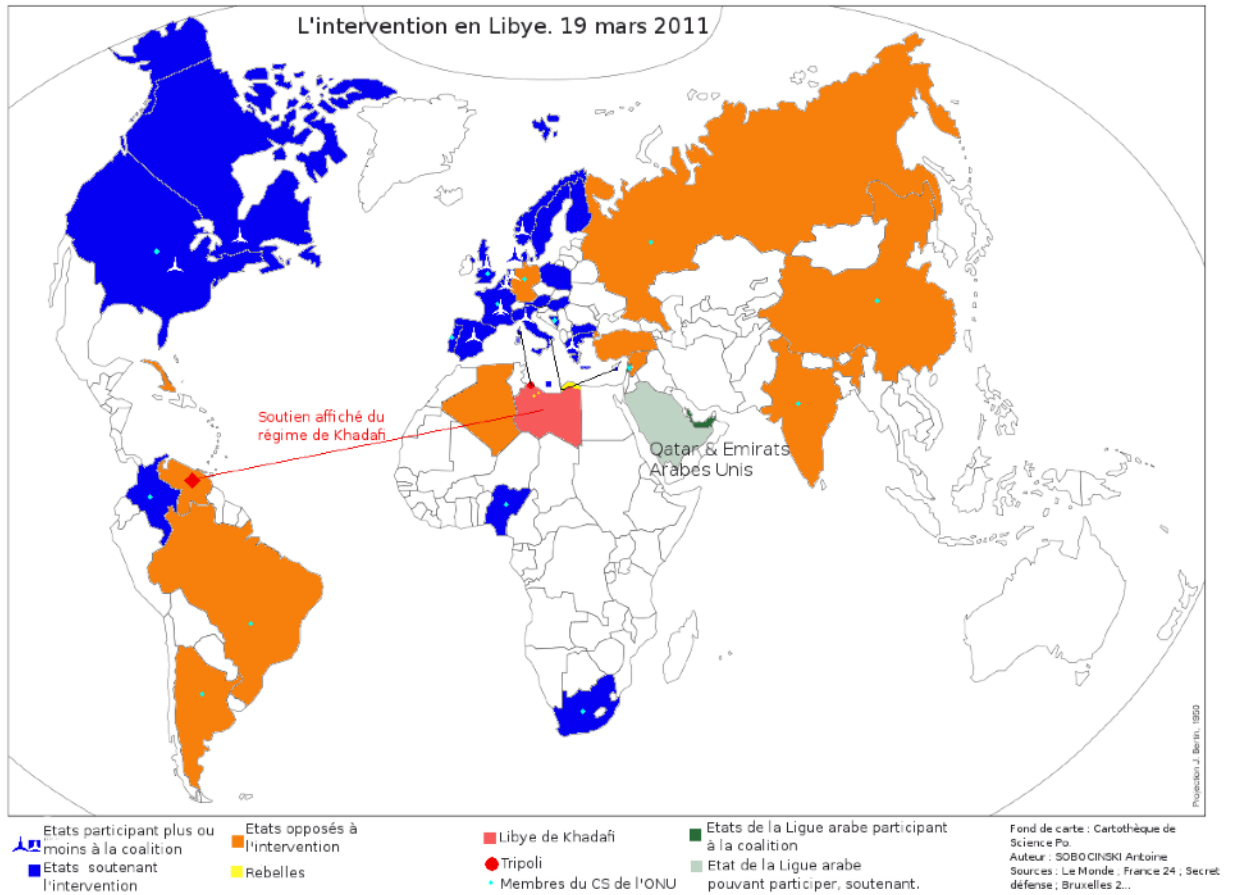 L'intervention en Libye. 19 mars 2011
Soutien affiché du
régime de Khadafi
Qatar & Emirats
Arabes Unis
Projection J. Bertin, 1950
Etats participant plus ou
moins à la coalition
Etats soutenant
l'intervention
Etats opposés à
l'intervention
Rebelles
Libye de Khadafi
Tripoli
Membres du CS de l'ONU
Etats de la Ligue arabe participant
à la coalition
Etat de la Ligue arabe
pouvant participer, soutenant.
Fond de carte : Cartothèque de
Science Po.
Auteur : SOBOCINSKI Antoine
Sources : Le Monde , France 24 ; Secret
défense ; Bruxelles 2...